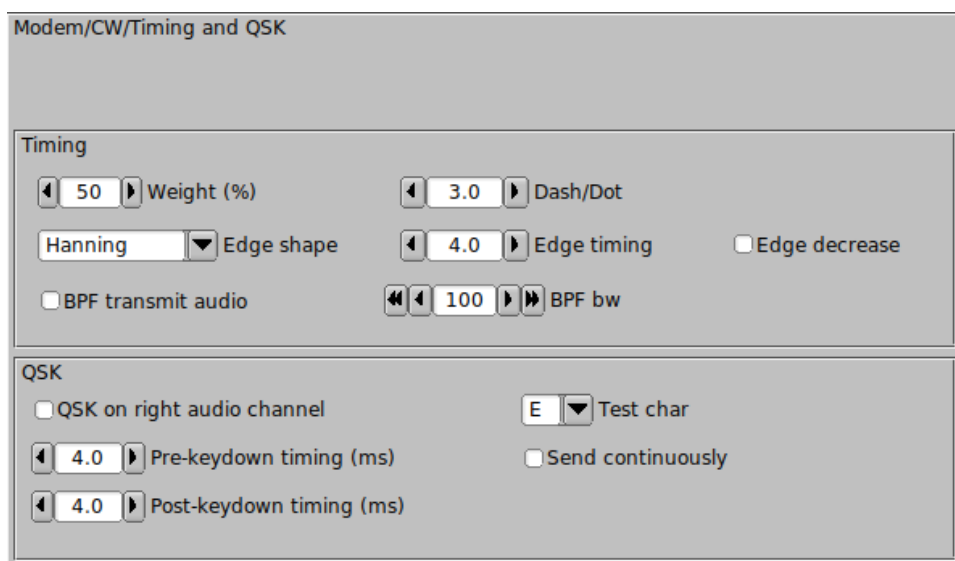 Modem/CW/Timing and QSK
Timing
50 Weight (%) 3.0 Dash/Dot
Hanning Edge shape 4.0 Edge timing Edge decrease
BPF transmit audio 100 BPF bw
QSK
QSK on right audio channel E Test char
4.0 Pre-keydown timing (ms) Send continuously
4.0 Post-keydown timing (ms)